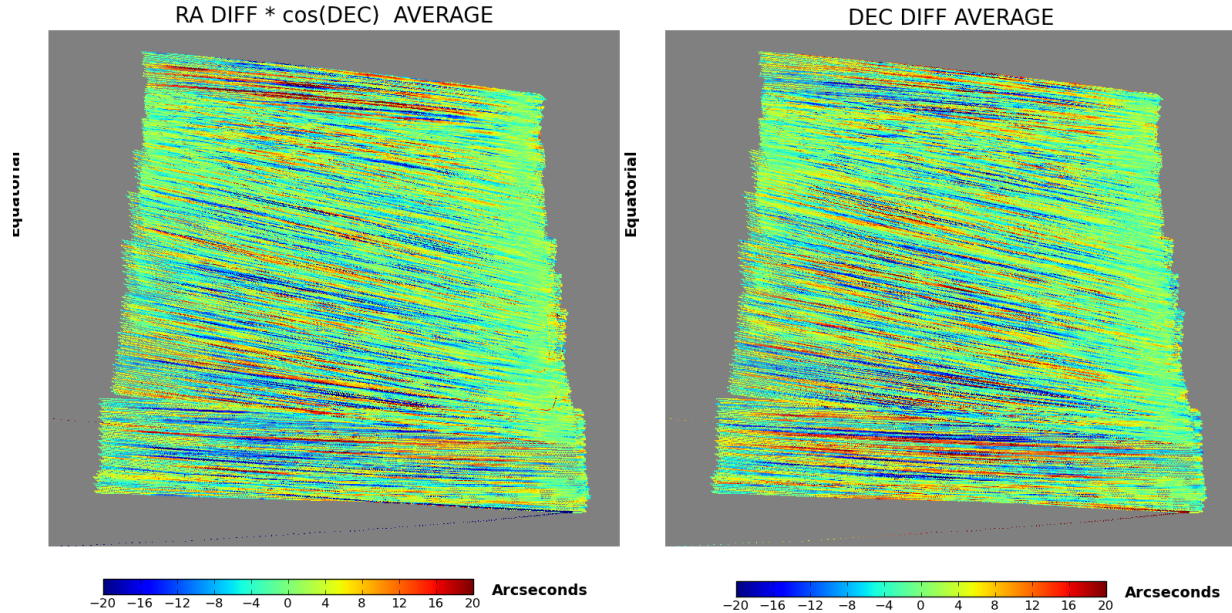 RA DIFF * cos(DEC) AVERAGE
DEC DIFF AVERAGE
Equatorial
Equatorial
−20 −16 −12 −8 −4 0 4 8 12 16 20 Arcseconds
−20 −16 −12 −8 −4 0 4 8 12 16 20 Arcseconds